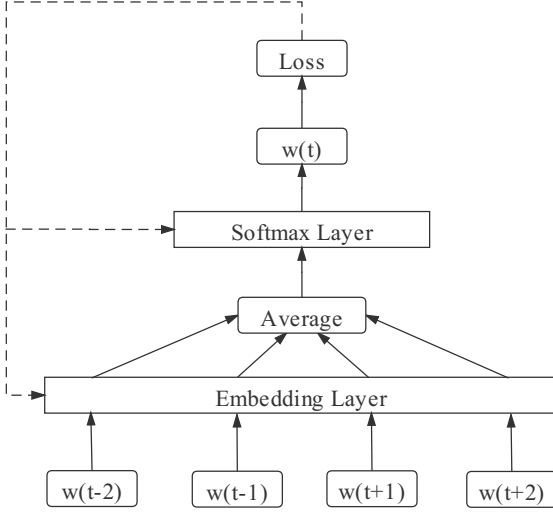 Loss
w(t)
Softmax Layer
Average
Embedding Layer
w(t-2) w(t-1) w(t+1) w(t+2)